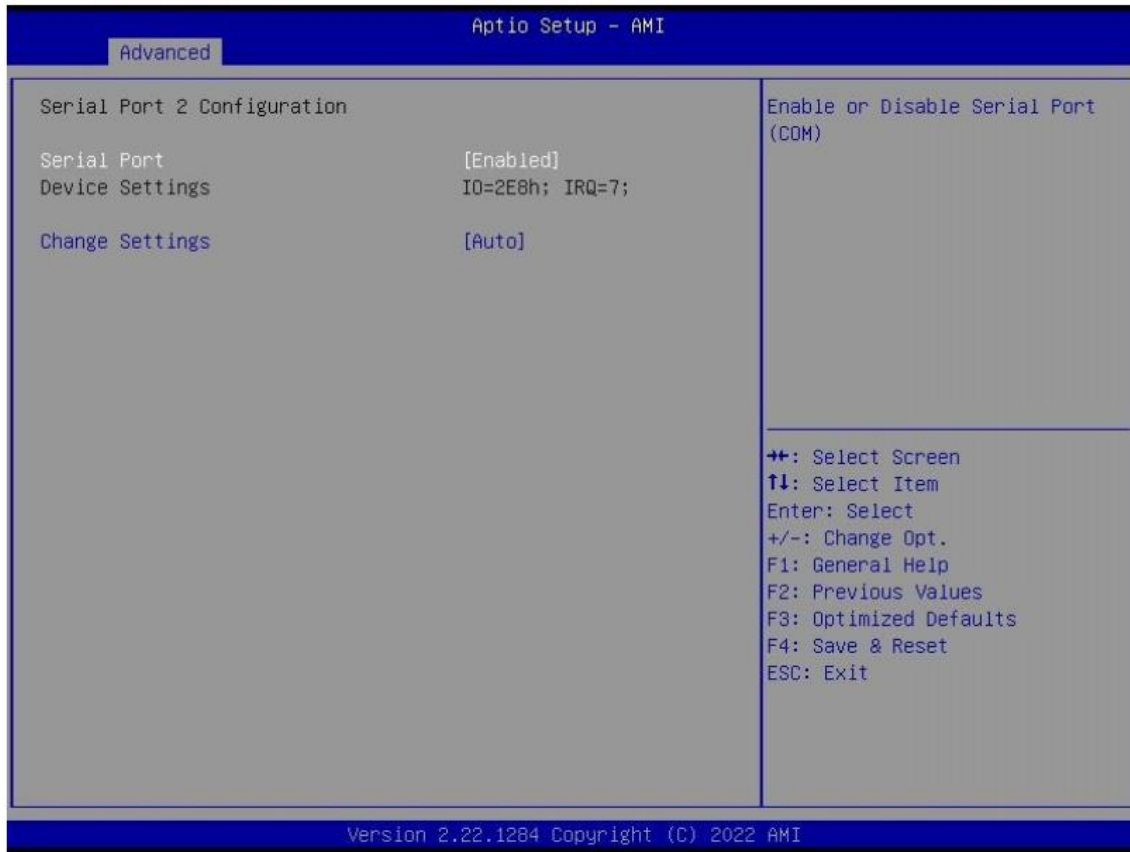 Aptio Setup – AMI
Advanced
Serial Port 2 Configuration
Serial Port [Enabled]
Device Settings IO=2E8h; IRQ=7;
Change Settings [Auto]
Enable or Disable Serial Port
(COM)
→←: Select Screen
↑↓: Select Item
Enter: Select
+/-: Change Opt.
F1: General Help
F2: Previous Values
F3: Optimized Defaults
F4: Save & Reset
ESC: Exit
Version 2.22.1284 Copyright (C) 2022 AMI